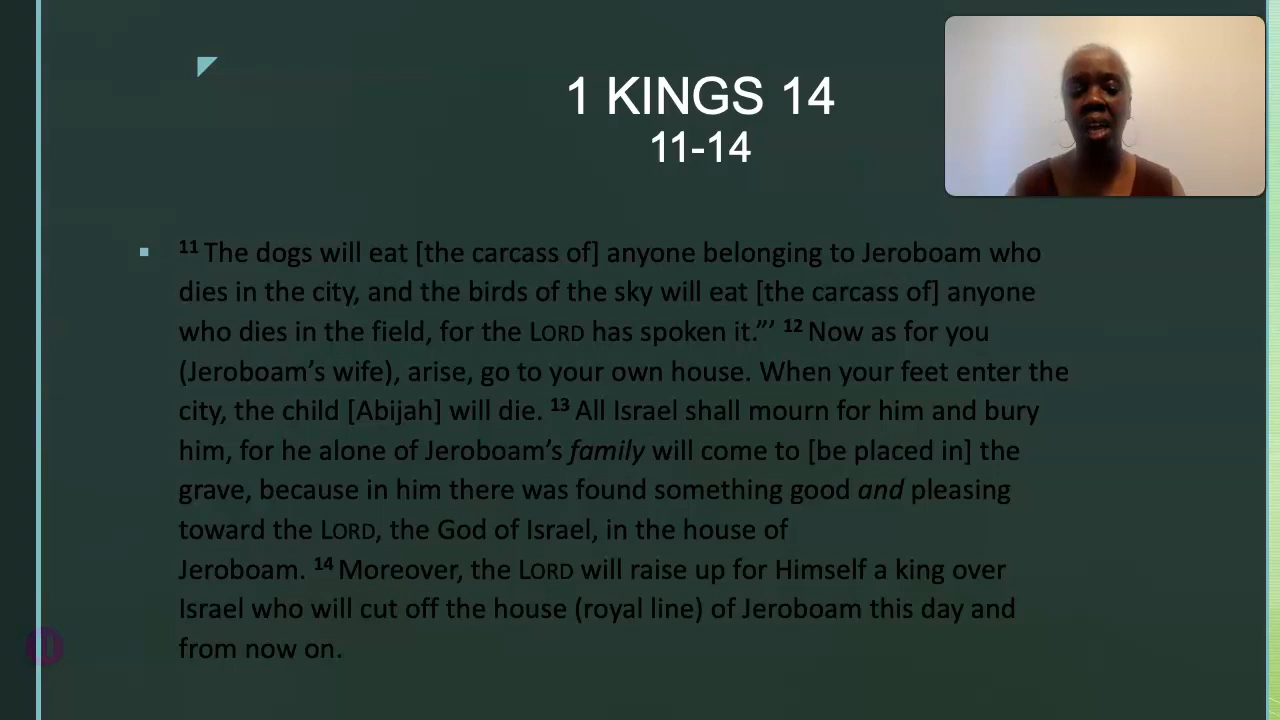 1 KINGS 14
11-14
▪ 11 The dogs will eat [the carcass of] anyone belonging to Jeroboam who
dies in the city, and the birds of the sky will eat [the carcass of] anyone
who dies in the field, for the LORD has spoken it.”’ 12 Now as for you
(Jeroboam’s wife), arise, go to your own house. When your feet enter the
city, the child [Abijah] will die. 13 All Israel shall mourn for him and bury
him, for he alone of Jeroboam’s family will come to [be placed in] the
grave, because in him there was found something good and pleasing
toward the LORD, the God of Israel, in the house of
Jeroboam. 14 Moreover, the LORD will raise up for Himself a king over
Israel who will cut off the house (royal line) of Jeroboam this day and
from now on.